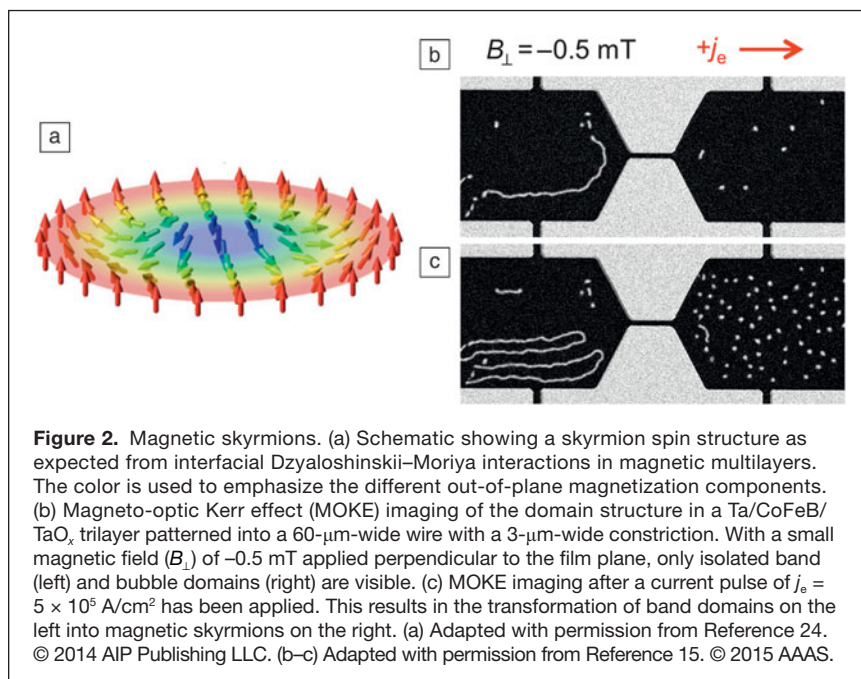 a
b
B⊥ = –0.5 mT
+je
c
Figure 2. Magnetic skyrmions. (a) Schematic showing a skyrmion spin structure as
expected from interfacial Dzyaloshinskii–Moriya interactions in magnetic multilayers.
The color is used to emphasize the different out-of-plane magnetization components.
(b) Magneto-optic Kerr effect (MOKE) imaging of the domain structure in a Ta/CoFeB/
TaOx trilayer patterned into a 60-μm-wide wire with a 3-μm-wide constriction. With a small
magnetic field (B⊥) of –0.5 mT applied perpendicular to the film plane, only isolated band
(left) and bubble domains (right) are visible. (c) MOKE imaging after a current pulse of je =
5 × 10⁵ A/cm² has been applied. This results in the transformation of band domains on the
left into magnetic skyrmions on the right. (a) Adapted with permission from Reference 24.
© 2014 AIP Publishing LLC. (b–c) Adapted with permission from Reference 15. © 2015 AAAS.